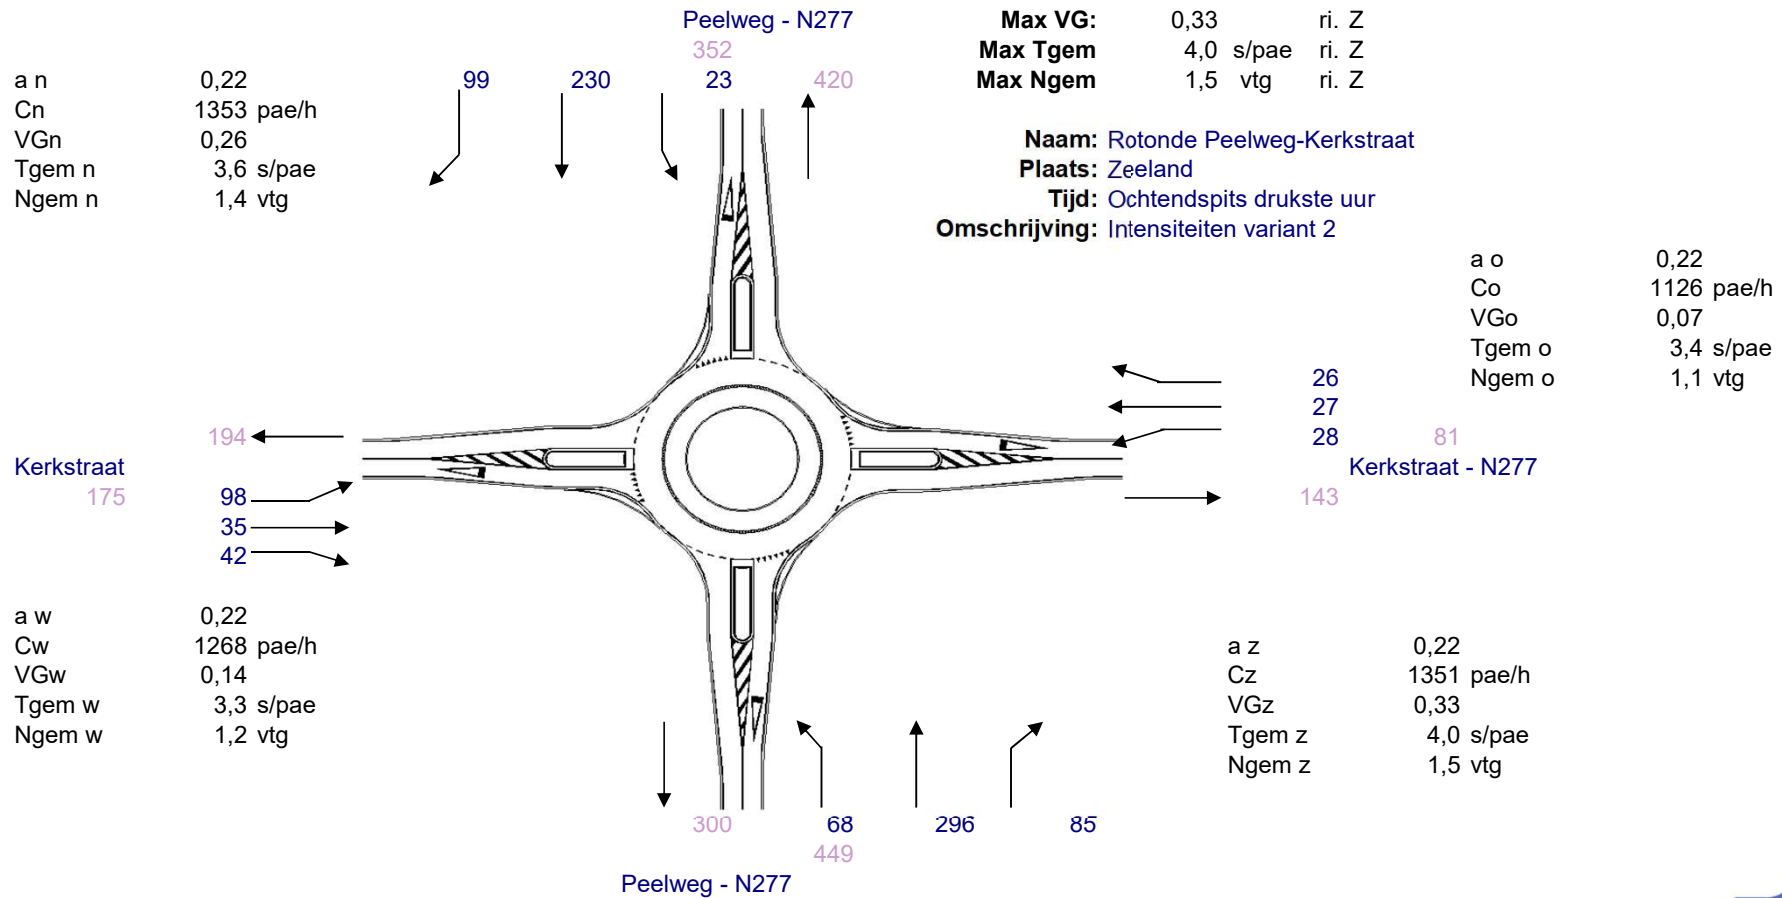 Peelweg - N277
352
99 230 23 420
a n 0,22
Cn 1353 pae/h
VGn 0,26
Tgem n 3,6 s/pae
Ngem n 1,4 vtg
Max VG: 0,33 ri. Z
Max Tgem 4,0 s/pae ri. Z
Max Ngem 1,5 vtg ri. Z
Naam: Rotonde Peelweg-Kerkstraat
Plaats: Zeeland
Tijd: Ochtendspits drukste uur
Omschrijving: Intensiteiten variant 2
a o 0,22
Co 1126 pae/h
VGo 0,07
Tgem o 3,4 s/pae
Ngem o 1,1 vtg
26
27
28 81
Kerkstraat - N277
143
194
Kerkstraat
175 98
35
42
a w 0,22
Cw 1268 pae/h
VGw 0,14
Tgem w 3,3 s/pae
Ngem w 1,2 vtg
a z 0,22
Cz 1351 pae/h
VGz 0,33
Tgem z 4,0 s/pae
Ngem z 1,5 vtg
300 68 296 85
449
Peelweg - N277